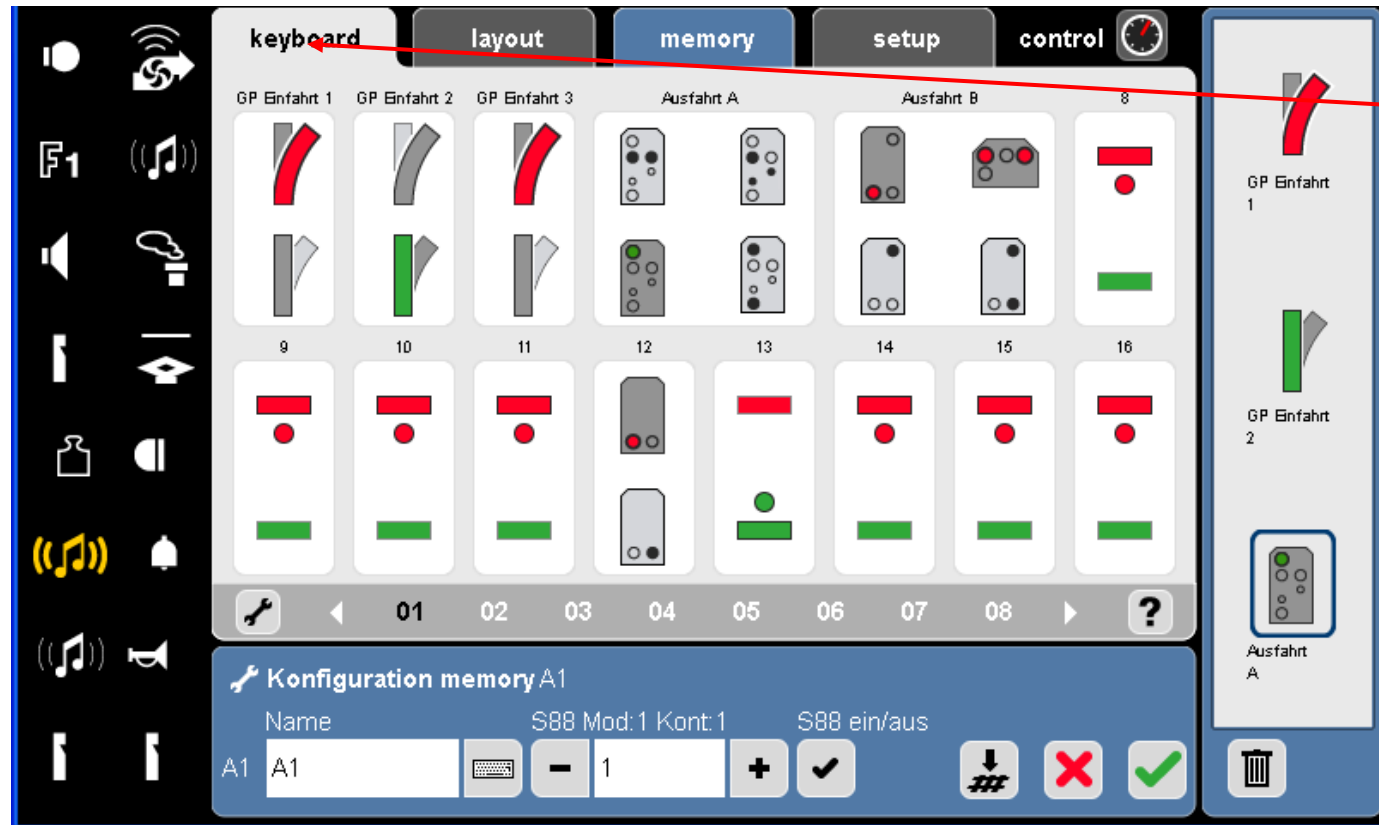 keyboard layout memory setup control
GP Einfahrt 1 GP Einfahrt 2 GP Einfahrt 3 Ausfahrt A Ausfahrt B 8
9 10 11 12 13 14 15 16
01 02 03 04 05 06 07 08 ?
Konfiguration memory A1
Name S88 Mod:1 Kont:1 S88 ein/aus
A1 A1 - 1 +
F1
GP Einfahrt
1
GP Einfahrt
2
Ausfahrt
A